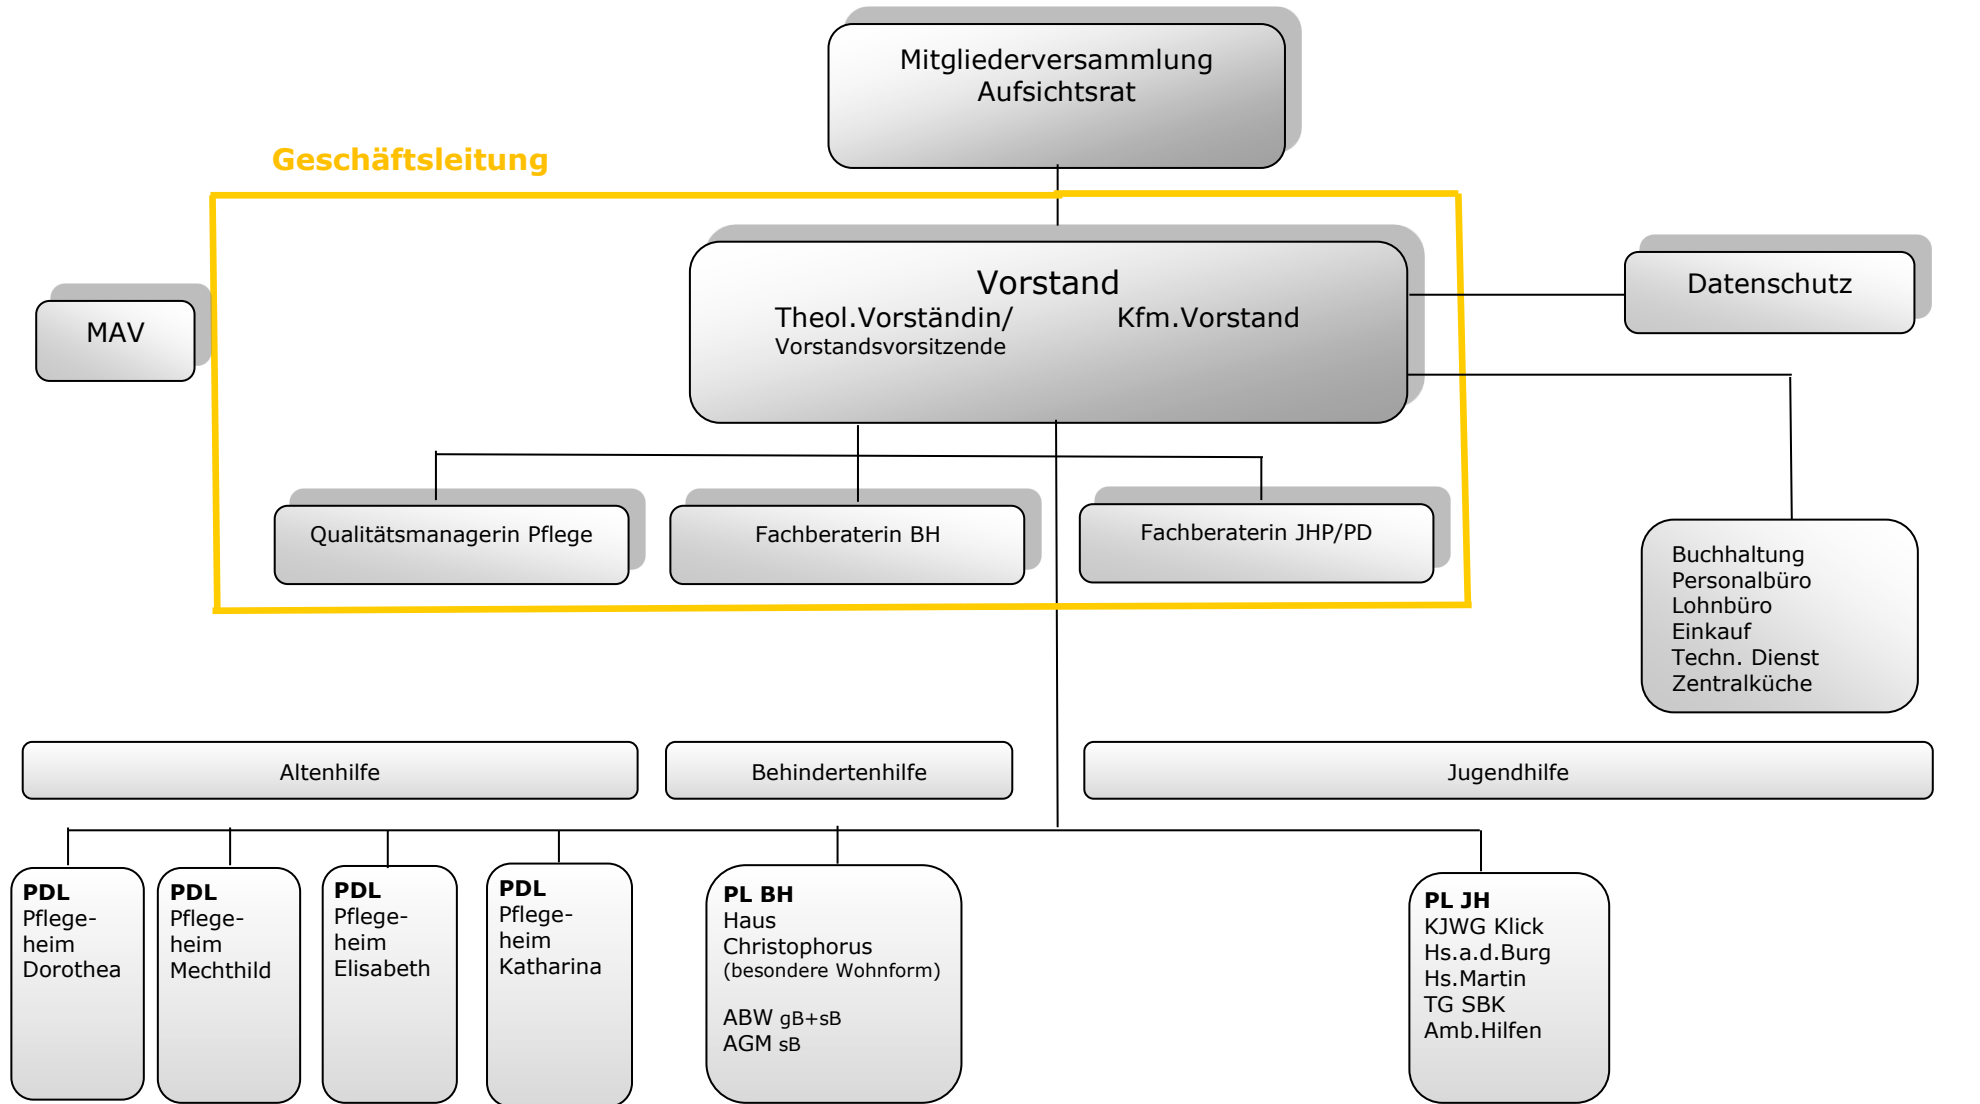 Mitgliederversammlung
Aufsichtsrat
Geschäftsleitung
MAV
Vorstand
Theol.Vorständin/ Kfm.Vorstand
Vorstandsvorsitzende
Datenschutz
Qualitätsmanagerin Pflege
Fachberaterin BH
Fachberaterin JHP/PD
Buchhaltung
Personalbüro
Lohnbüro
Einkauf
Techn. Dienst
Zentralküche
Altenhilfe
Behindertenhilfe
Jugendhilfe
PDL
Pflege-
heim
Dorothea
PDL
Pflege-
heim
Mechthild
PDL
Pflege-
heim
Elisabeth
PDL
Pflege-
heim
Katharina
PL BH
Haus
Christophorus
(besondere Wohnform)
ABW gB+sB
AGM sB
PL JH
KJWG Klick
Hs.a.d.Burg
Hs.Martin
TG SBK
Amb.Hilfen